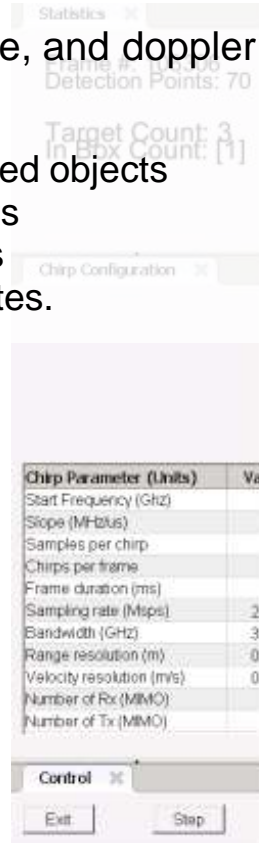 Statistics
e, and doppler
Frame #: 105306
Detection Points: 70
Target Count: 3
In Box Count: [1]
ed objects
s
s
Chirp Configuration
tes.
Chirp Parameter (Units) Va
Start Frequency (Ghz)
Slope (MHz/us)
Samples per chirp
Chirps per frame
Frame duration (ms)
Sampling rate (Msps) 2
Bandwidth (GHz) 3
Range resolution (m) 0
Velocity resolution (m/s) 0
Number of Rx (MIMO)
Number of Tx (MIMO)
Control
Exit Stop